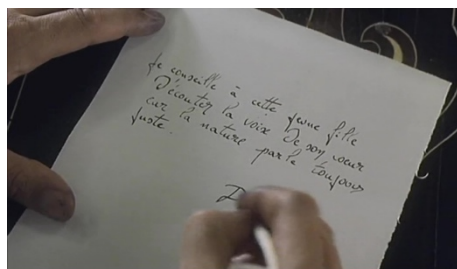 Je conseille à cette jeune fille
D'écouter la voix de son cœur
car la nature parle toujours
juste.
D